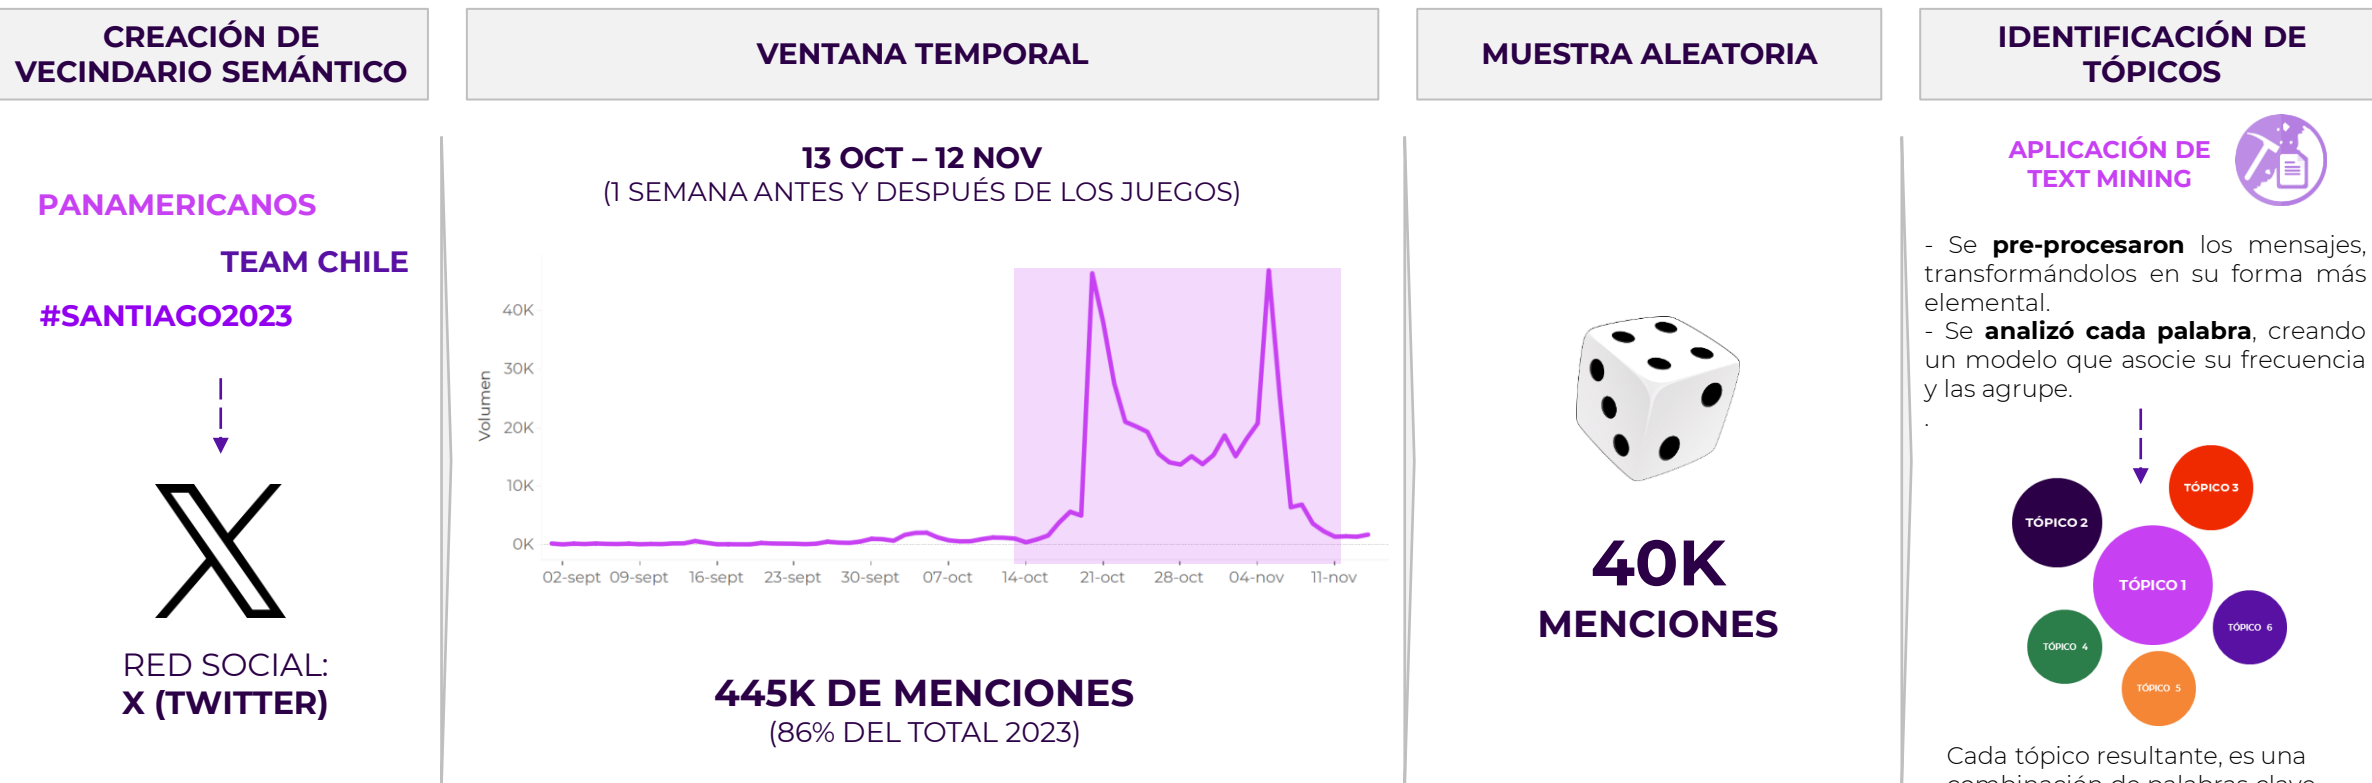 CREACIÓN DE
VECINDARIO SEMÁNTICO
PANAMERICANOS
TEAM CHILE
#SANTIAGO2023
RED SOCIAL:
X (TWITTER)
VENTANA TEMPORAL
13 OCT – 12 NOV
(1 SEMANA ANTES Y DESPUÉS DE LOS JUEGOS)
Volumen
40K
30K
20K
10K
0K
02-sept 09-sept 16-sept 23-sept 30-sept 07-oct 14-oct 21-oct 28-oct 04-nov 11-nov
445K DE MENCIONES
(86% DEL TOTAL 2023)
MUESTRA ALEATORIA
40K
MENCIONES
IDENTIFICACIÓN DE
TÓPICOS
APLICACIÓN DE
TEXT MINING
- Se pre-procesaron los mensajes,
transformándolos en su forma más
elemental.
- Se analizó cada palabra, creando
un modelo que asocie su frecuencia
y las agrupe.
.
TÓPICO 3
TÓPICO 2
TÓPICO 1
TÓPICO 6
TÓPICO 4
TÓPICO 5
Cada tópico resultante, es una
combinación de palabras clave